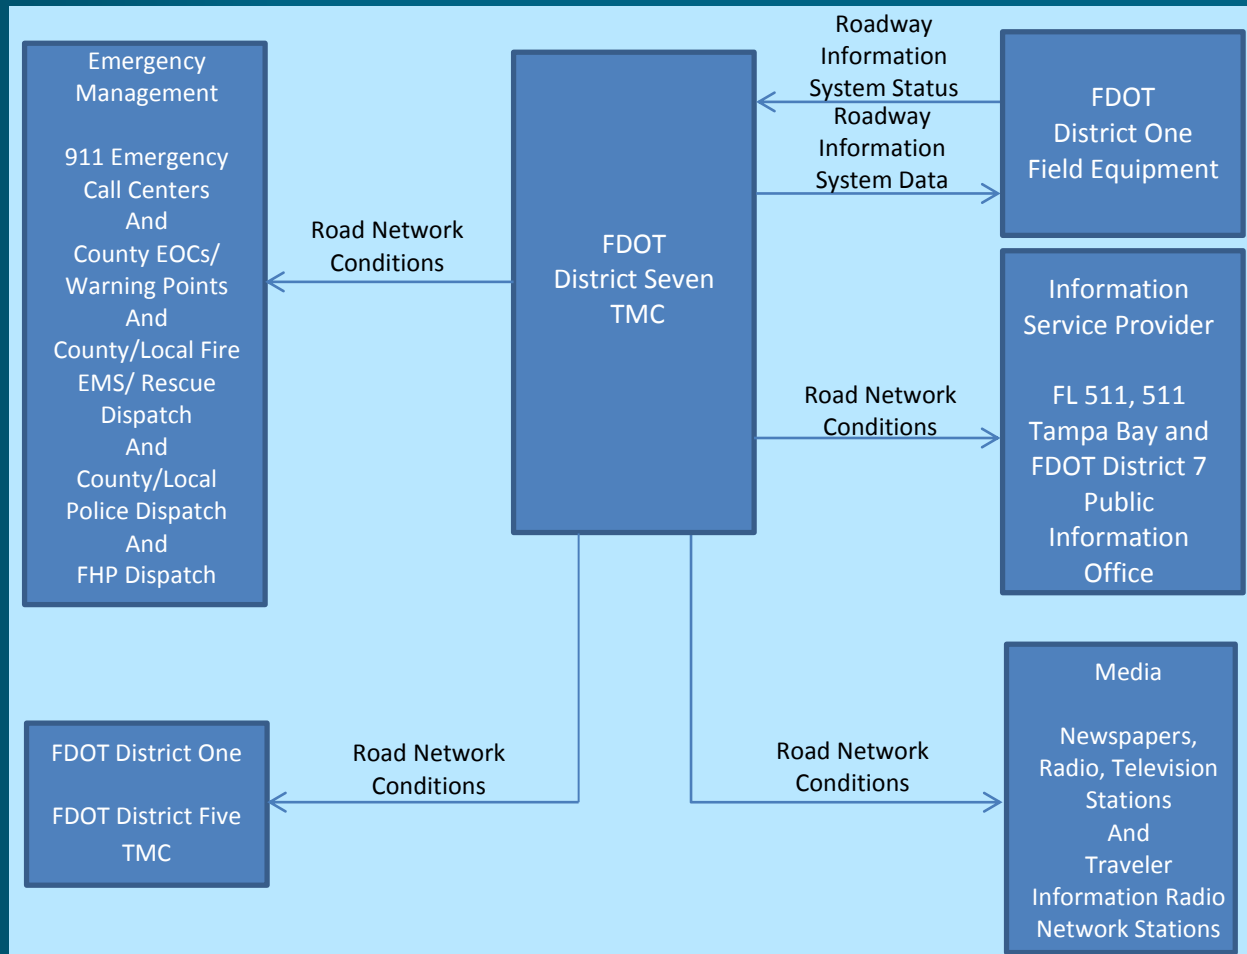 Emergency
Management
911 Emergency
Call Centers
And
County EOCs/
Warning Points
And
County/Local Fire
EMS/ Rescue
Dispatch
And
County/Local
Police Dispatch
And
FHP Dispatch
Road Network
Conditions
FDOT
District Seven
TMC
Roadway
Information
System Status
Roadway
Information
System Data
FDOT
District One
Field Equipment
Road Network
Conditions
Information
Service Provider
FL 511, 511
Tampa Bay and
FDOT District 7
Public
Information
Office
FDOT District One
FDOT District Five
TMC
Road Network
Conditions
Road Network
Conditions
Media
Newspapers,
Radio, Television
Stations
And
Traveler
Information Radio
Network Stations